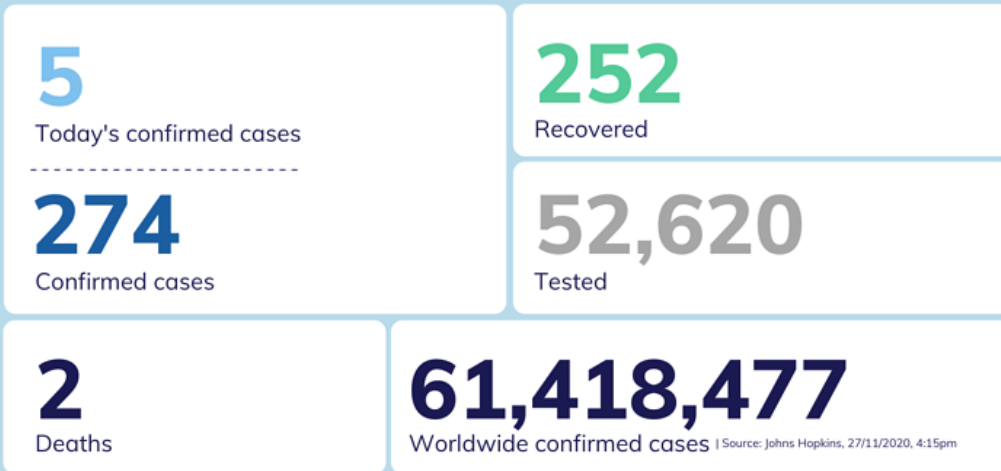 5
Today's confirmed cases
274
Confirmed cases
252
Recovered
52,620
Tested
2
Deaths
61,418,477
Worldwide confirmed cases | Source: Johns Hopkins, 27/11/2020, 4:15pm